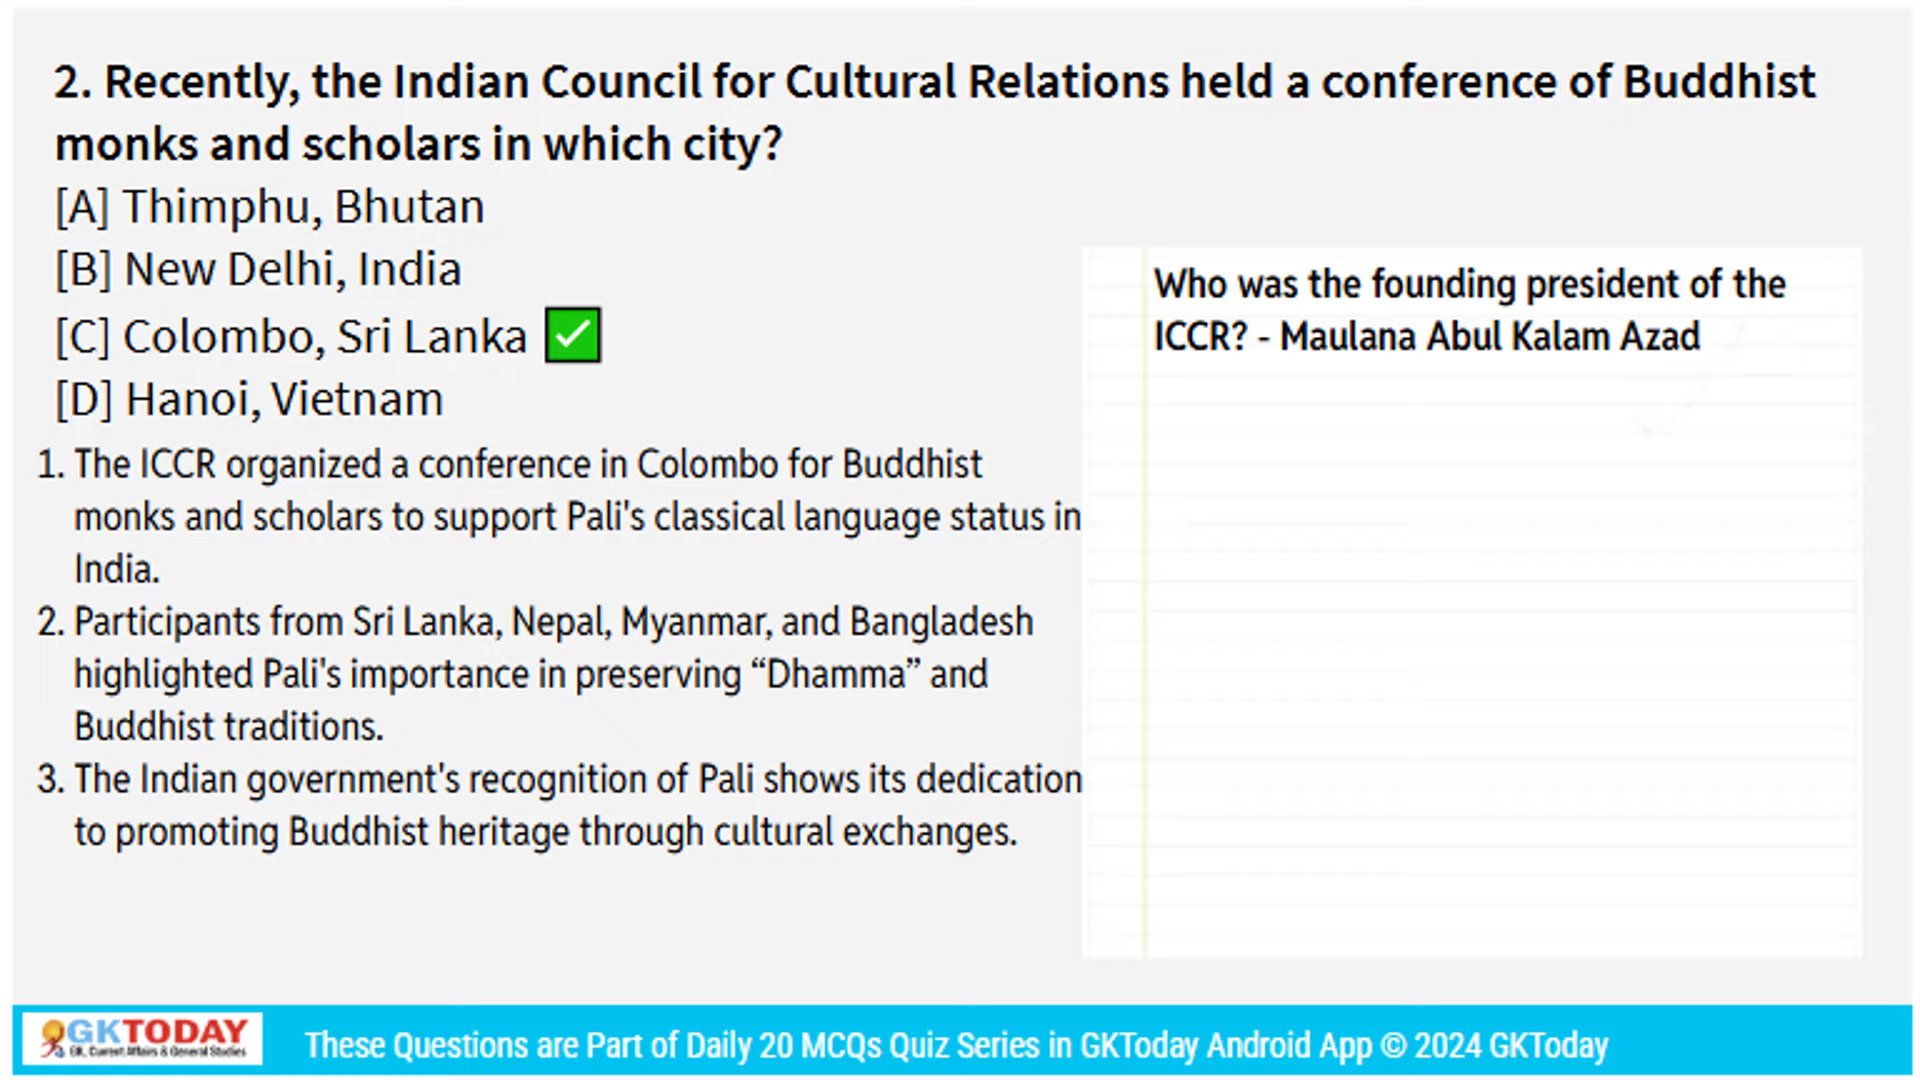 2. Recently, the Indian Council for Cultural Relations held a conference of Buddhist
monks and scholars in which city?
[A] Thimphu, Bhutan
[B] New Delhi, India
[C] Colombo, Sri Lanka ✅
[D] Hanoi, Vietnam
1. The ICCR organized a conference in Colombo for Buddhist
monks and scholars to support Pali's classical language status in
India.
2. Participants from Sri Lanka, Nepal, Myanmar, and Bangladesh
highlighted Pali's importance in preserving “Dhamma” and
Buddhist traditions.
3. The Indian government's recognition of Pali shows its dedication
to promoting Buddhist heritage through cultural exchanges.
Who was the founding president of the
ICCR? - Maulana Abul Kalam Azad
GKTODAY
GK, Current Affairs & General Studies
These Questions are Part of Daily 20 MCQs Quiz Series in GKToday Android App © 2024 GKToday